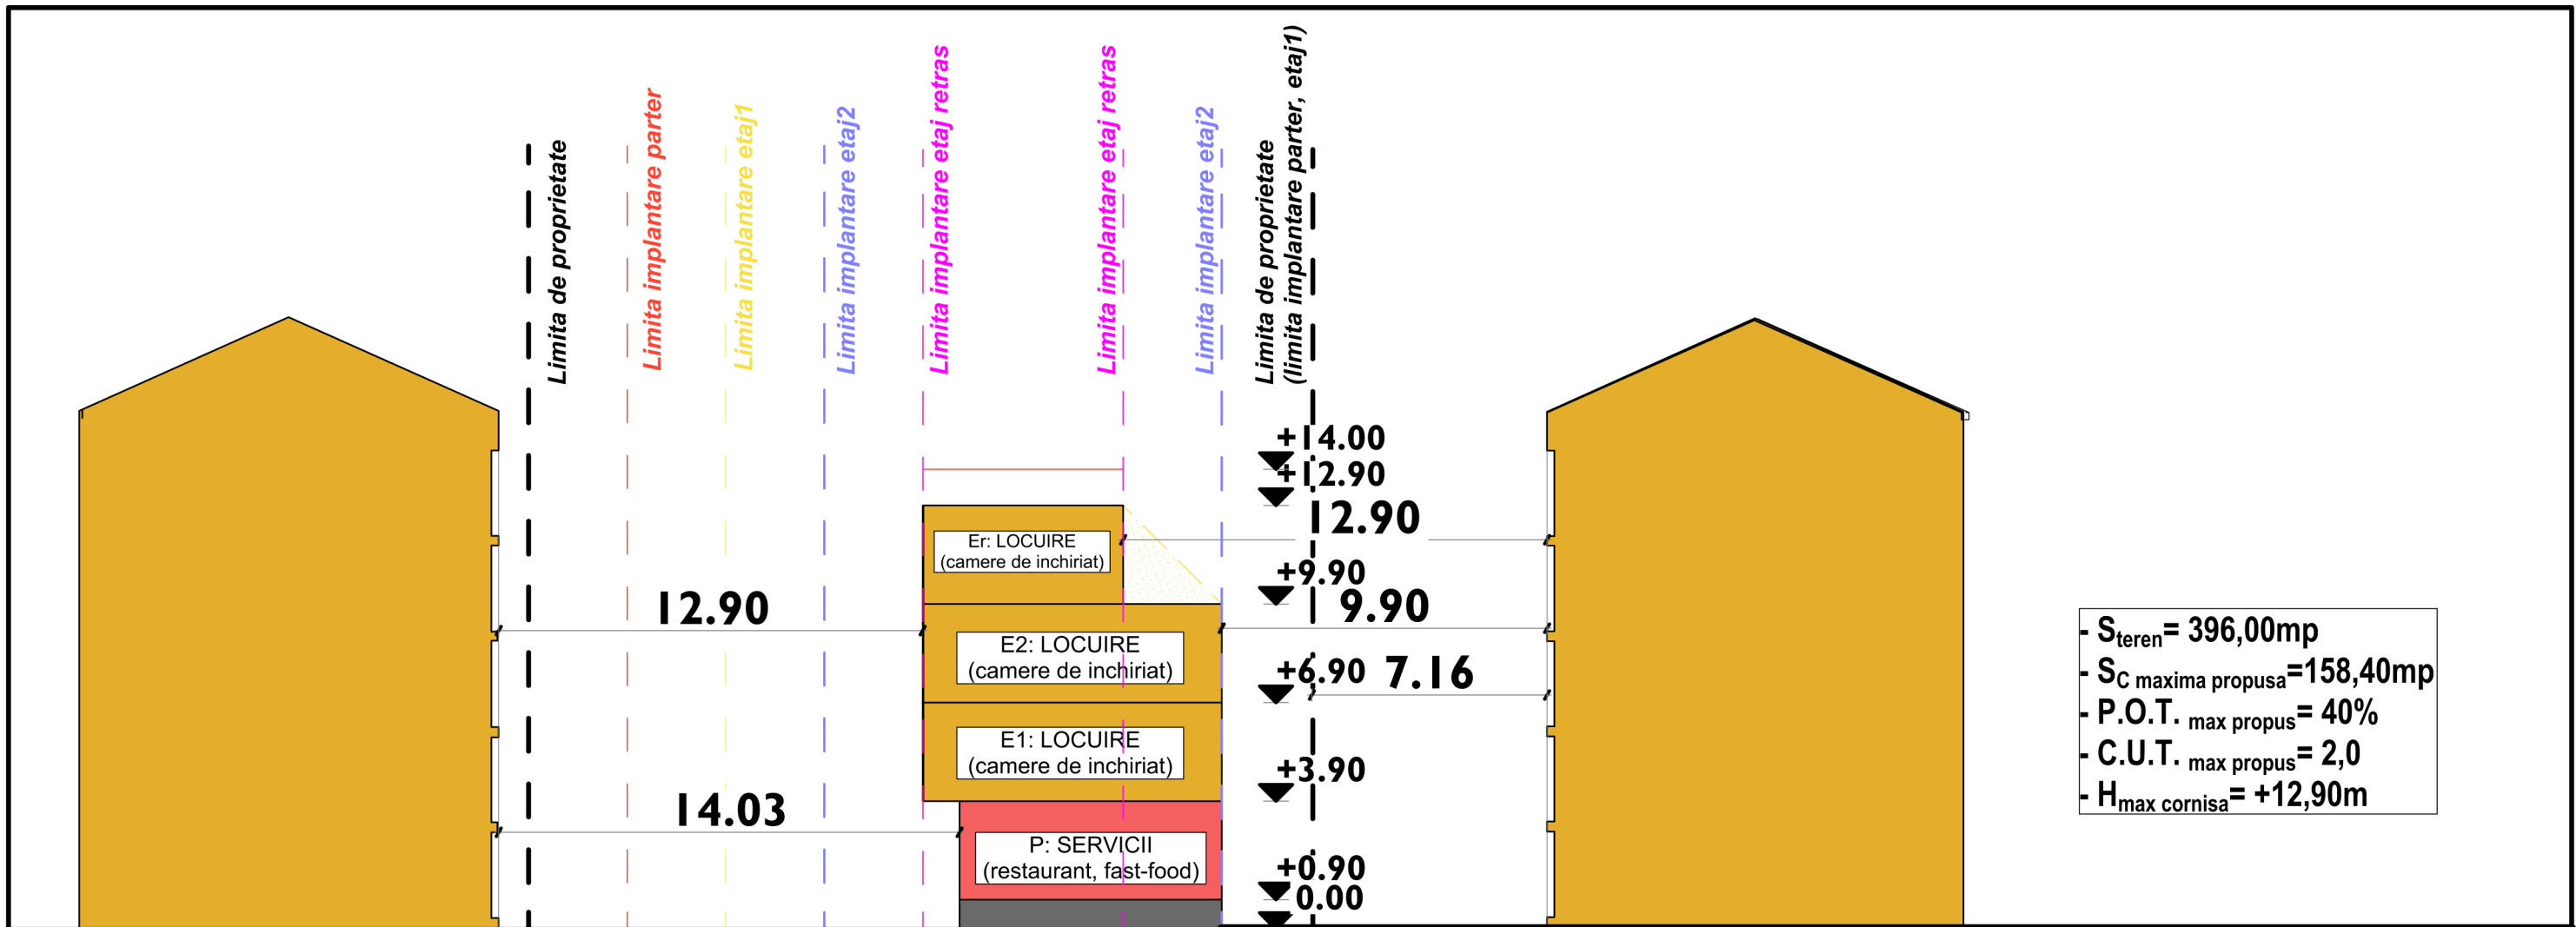 Limita de proprietate
Limita implantare parter
Limita implantare etaj1
Limita implantare etaj2
Limita implantare etaj retras
Limita implantare etaj retras
Limita implantare etaj2
Limita de proprietate
(limita implantare parter, etaj1)
+14.00
+12.90
12.90
Er: LOCUIRE
(camere de inchiriat)
+9.90
12.90
9.90
E2: LOCUIRE
(camere de inchiriat)
+6.90
7.16
E1: LOCUIRE
(camere de inchiriat)
+3.90
14.03
P: SERVICII
(restaurant, fast-food)
+0.90
0.00
- Steren= 396,00mp
- SC maxima propusa=158,40mp
- P.O.T. max propus= 40%
- C.U.T. max propus= 2,0
- Hmax cornisa= +12,90m